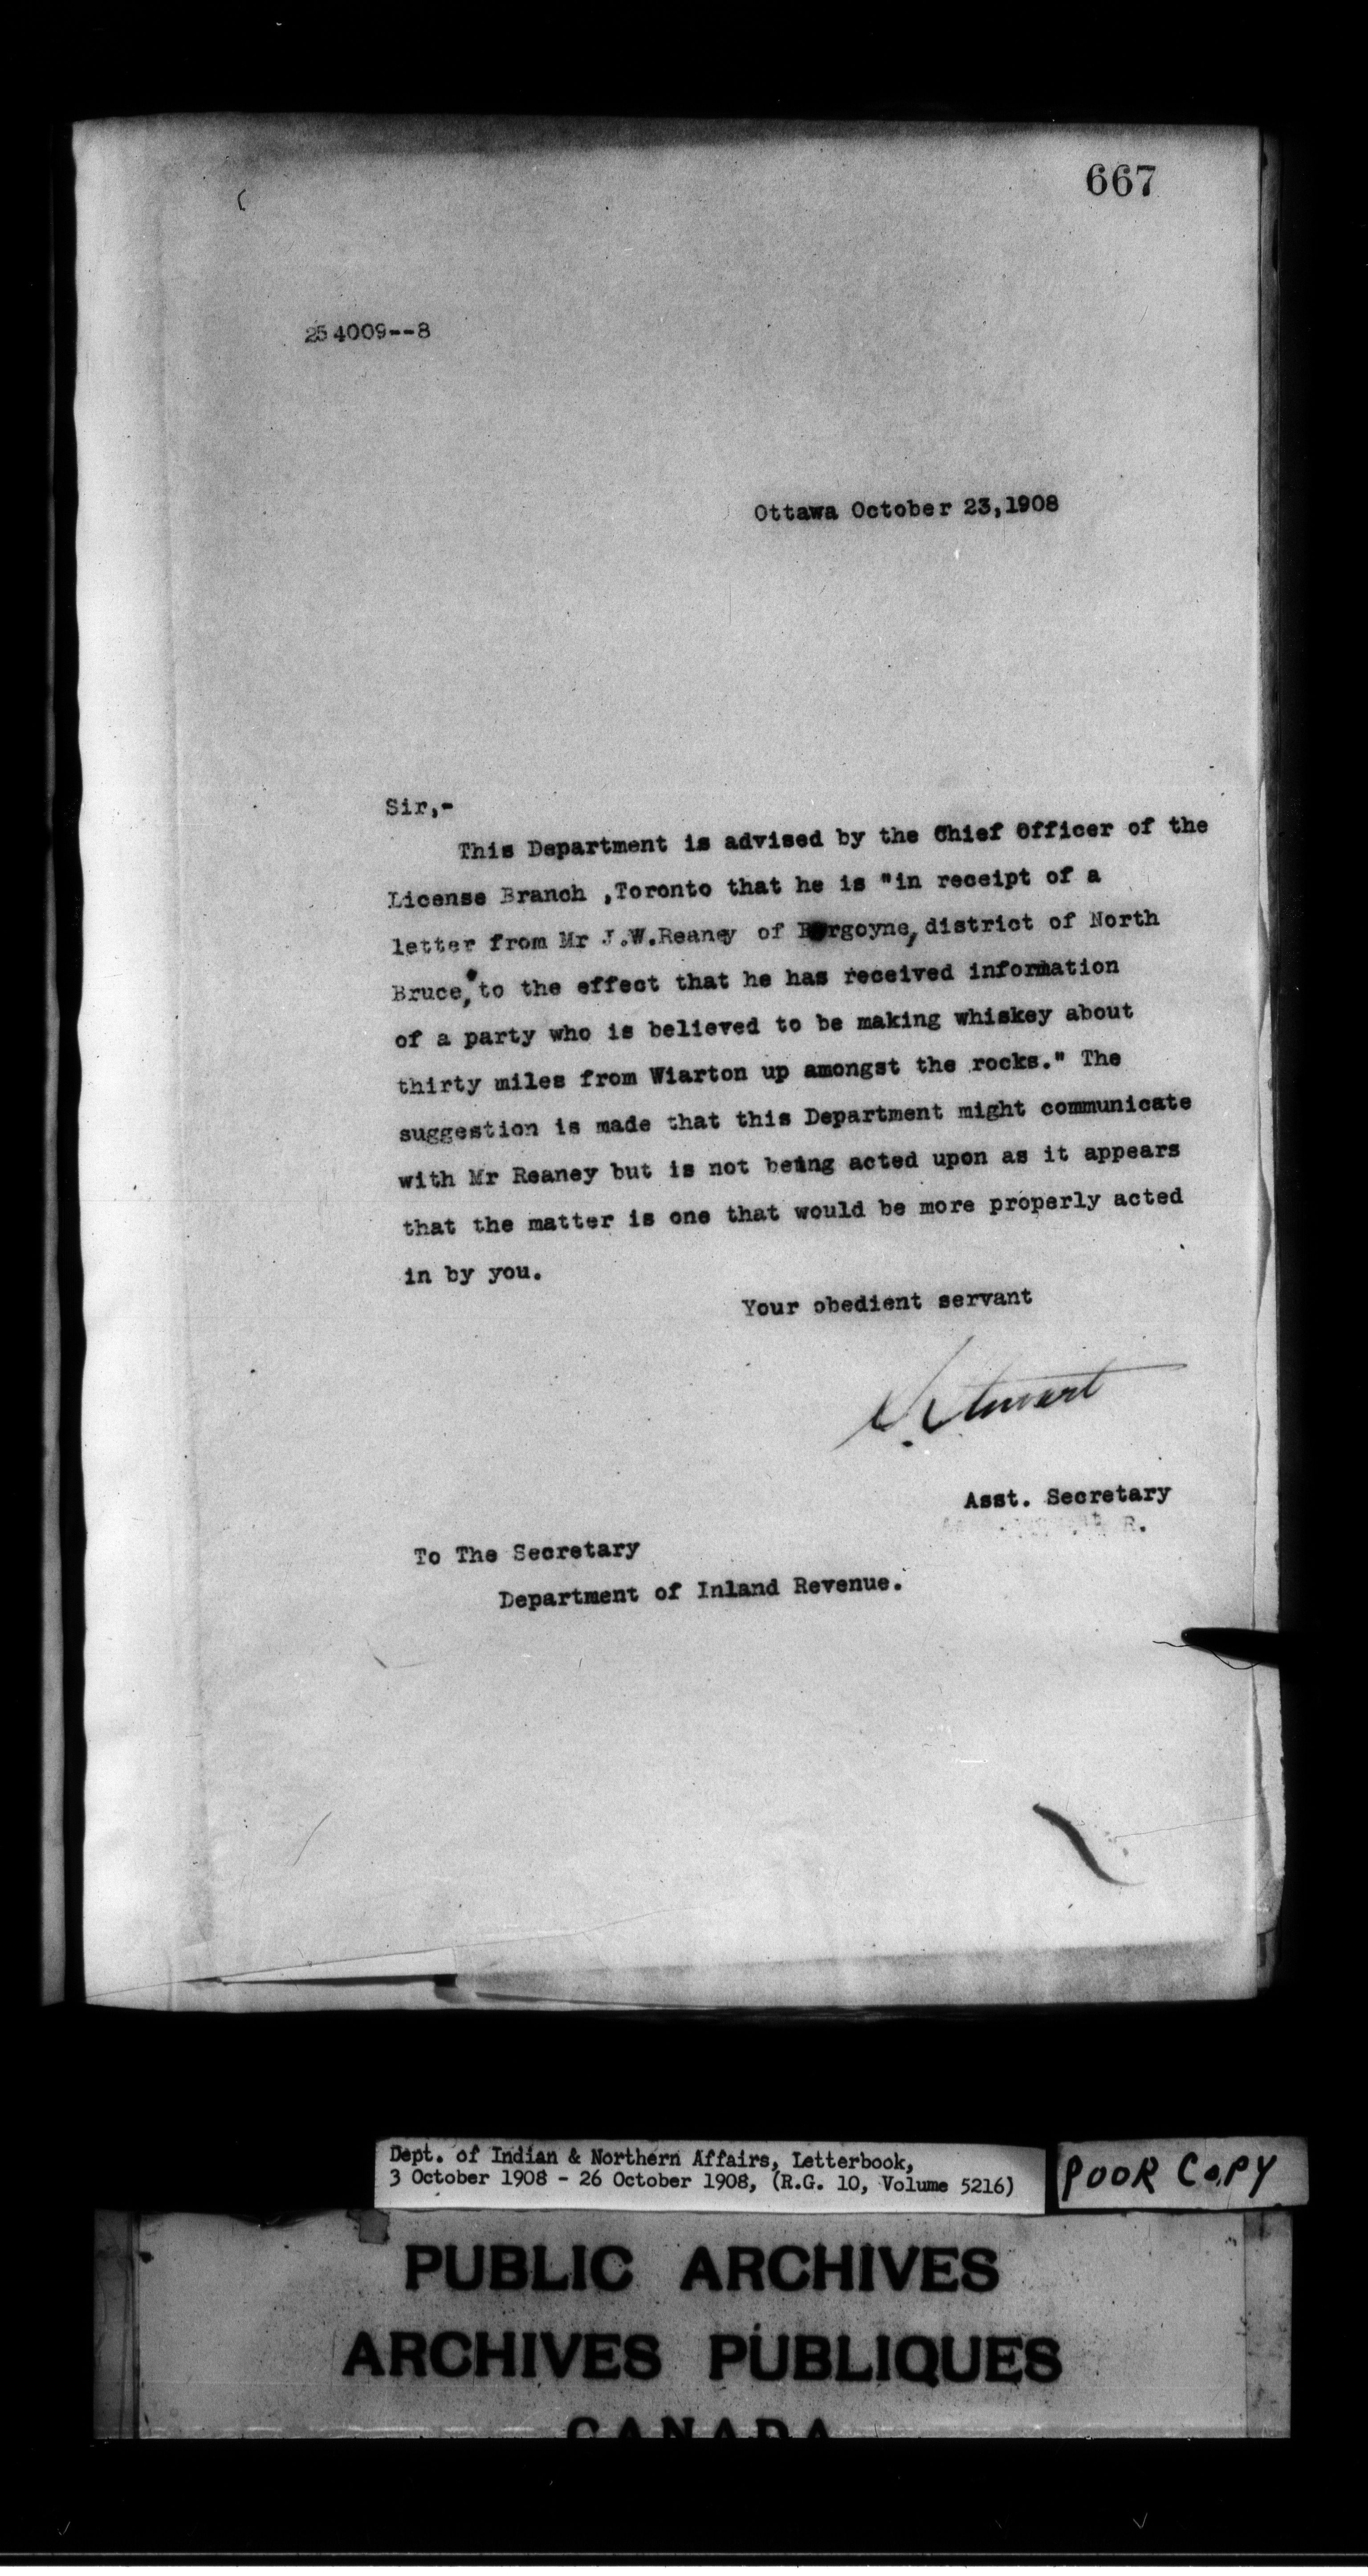 667
254009--8
Ottawa October 23,1908
Sir,-
This Department is advised by the Chief Officer of the
License Branch ,Toronto that he is "in receipt of a
letter from Mr J.W.Reaney of Burgoyne, district of North
Bruce, to the effect that he has received information
of a party who is believed to be making whiskey about
thirty miles from Wiarton up amongst the rocks." The
suggestion is made that this Department might communicate
with Mr Reaney but is not being acted upon as it appears
that the matter is one that would be more properly acted
in by you.
Your obedient servant
Stewart
Asst. Secretary
R.
To The Secretary
Department of Inland Revenue.
Dept. of Indian & Northern Affairs, Letterbook,
3 October 1908 - 26 October 1908, (R.G. 10, Volume 5216)
POOR COPY
PUBLIC ARCHIVES
ARCHIVES PUBLIQUES
CANADA